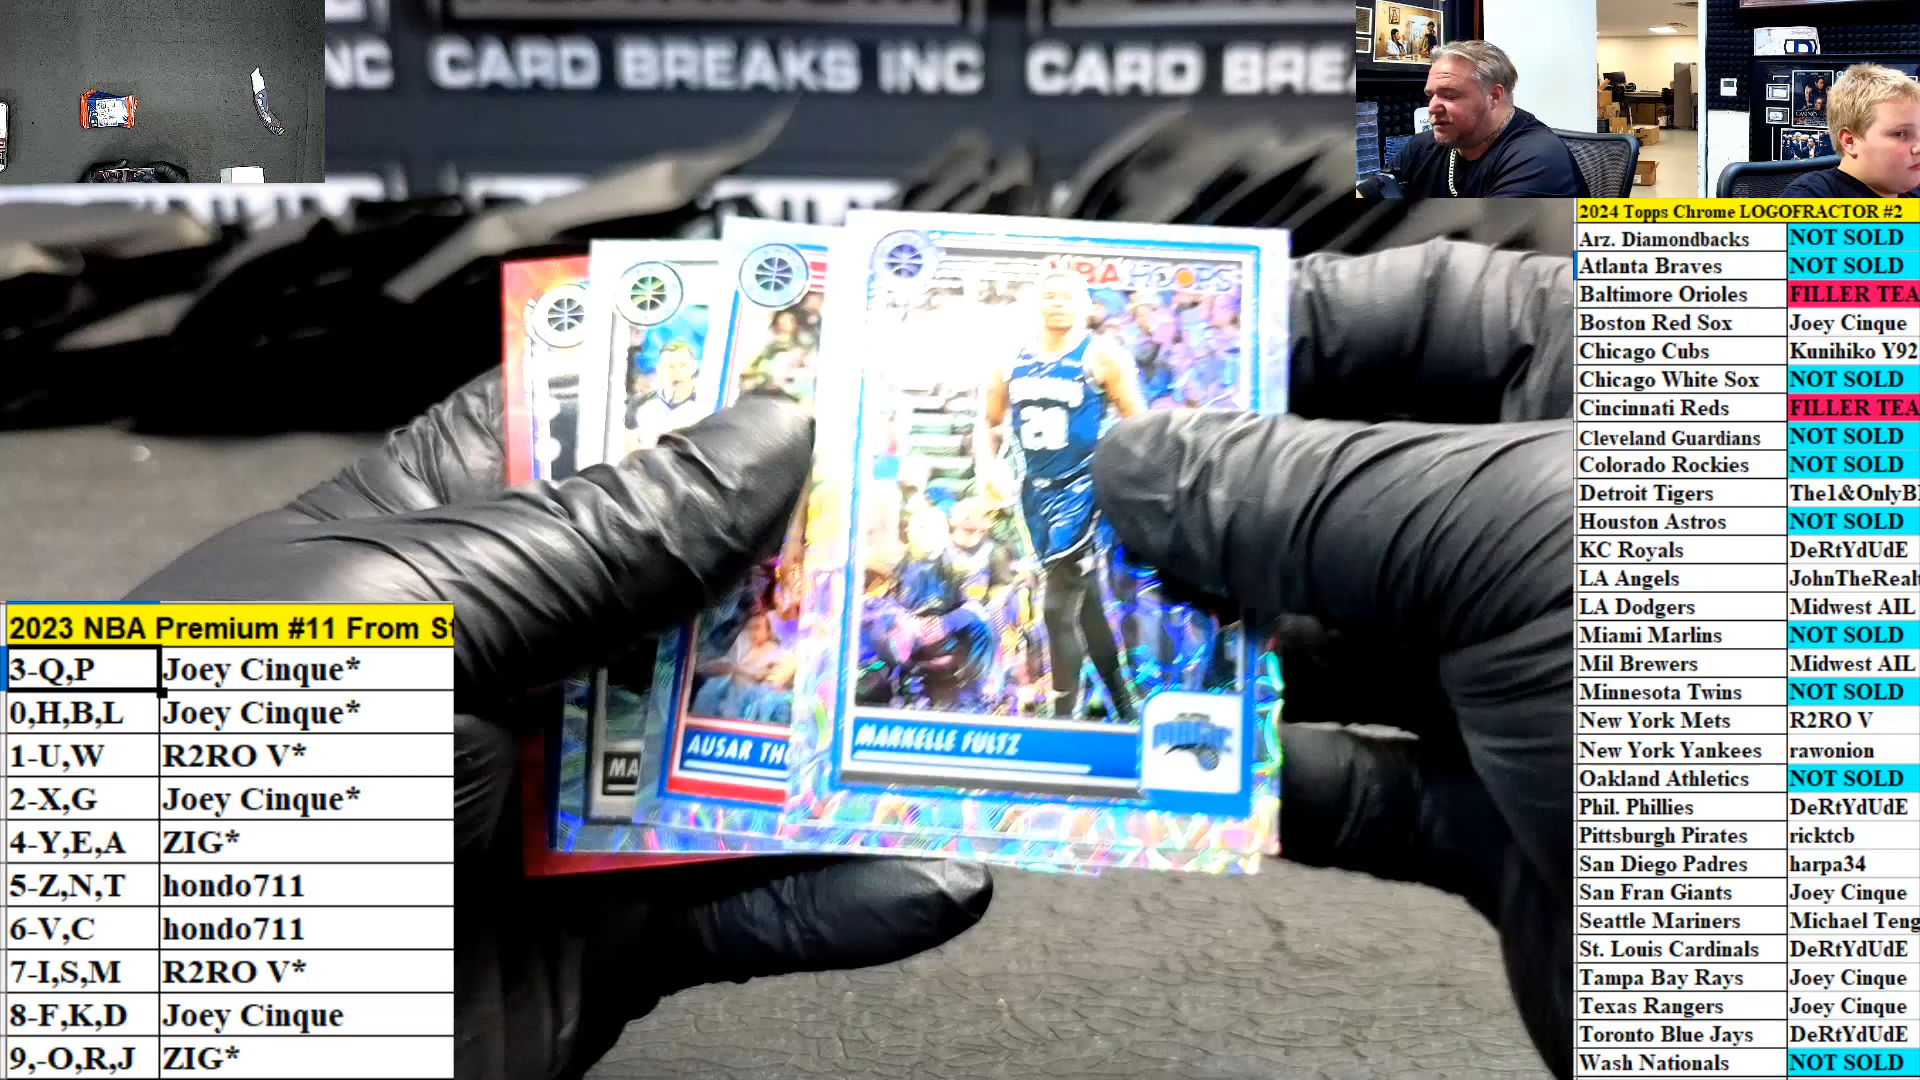 NC CARD BREAKS INC CARD BRE
NBA HOOPS
20
MARKELLE FULTZ
MAGIC
AUSAR THO
MA
2023 NBA Premium #11 From St
3-Q,P Joey Cinque*
0,H,B,L Joey Cinque*
1-U,W R2RO V*
2-X,G Joey Cinque*
4-Y,E,A ZIG*
5-Z,N,T hondo711
6-V,C hondo711
7-I,S,M R2RO V*
8-F,K,D Joey Cinque
9,-O,R,J ZIG*
2024 Topps Chrome LOGOFRACTOR #2
Arz. Diamondbacks NOT SOLD
Atlanta Braves NOT SOLD
Baltimore Orioles FILLER TEA
Boston Red Sox Joey Cinque
Chicago Cubs Kunihiko Y92
Chicago White Sox NOT SOLD
Cincinnati Reds FILLER TEA
Cleveland Guardians NOT SOLD
Colorado Rockies NOT SOLD
Detroit Tigers The1&OnlyB
Houston Astros NOT SOLD
KC Royals DeRtYdUdE
LA Angels JohnTheReal
LA Dodgers Midwest AIL
Miami Marlins NOT SOLD
Mil Brewers Midwest AIL
Minnesota Twins NOT SOLD
New York Mets R2RO V
New York Yankees rawonion
Oakland Athletics NOT SOLD
Phil. Phillies DeRtYdUdE
Pittsburgh Pirates ricktcb
San Diego Padres harpa34
San Fran Giants Joey Cinque
Seattle Mariners Michael Teng
St. Louis Cardinals DeRtYdUdE
Tampa Bay Rays Joey Cinque
Texas Rangers Joey Cinque
Toronto Blue Jays DeRtYdUdE
Wash Nationals NOT SOLD